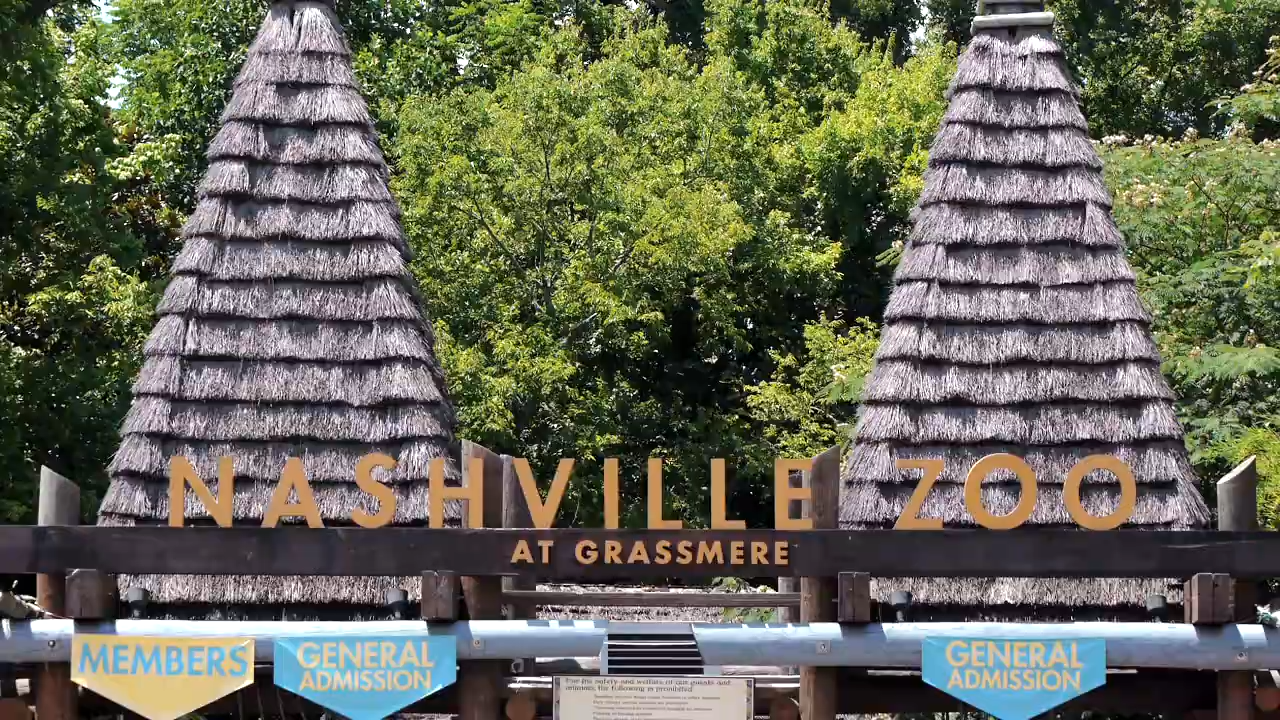 NASHVILLE ZOO
AT GRASSMERE
MEMBERS
GENERAL
ADMISSION
GENERAL
ADMISSION
For the safety and welfare of our guests and
animals, the following is prohibited